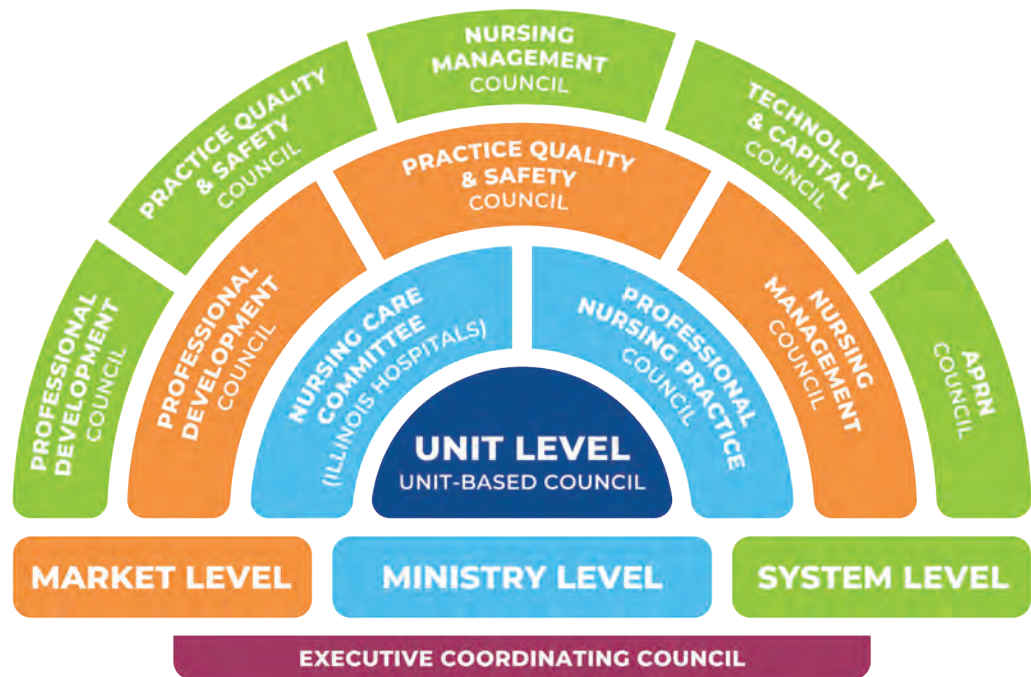 NURSING
MANAGEMENT
COUNCIL
PRACTICE QUALITY
& SAFETY
COUNCIL
TECHNOLOGY
& CAPITAL
COUNCIL
PROFESSIONAL
DEVELOPMENT
COUNCIL
APRN
COUNCIL
PRACTICE QUALITY
& SAFETY
COUNCIL
PROFESSIONAL
DEVELOPMENT
COUNCIL
NURSING
MANAGEMENT
COUNCIL
NURSING CARE
COMMITTEE
(ILLINOIS HOSPITALS)
PROFESSIONAL
NURSING PRACTICE
COUNCIL
UNIT LEVEL
UNIT-BASED COUNCIL
MARKET LEVEL
MINISTRY LEVEL
SYSTEM LEVEL
EXECUTIVE COORDINATING COUNCIL